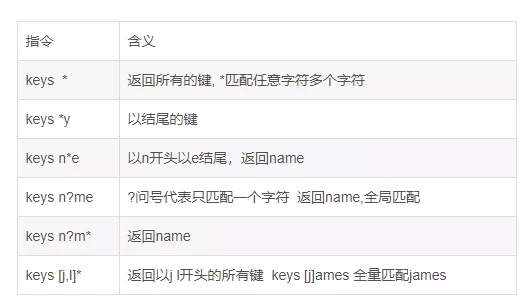 指令 含义
keys  * 返回所有的键, *匹配任意字符多个字符
keys *y 以结尾的键
keys n*e 以n开头以e结尾，返回name
keys n?me ?问号代表只匹配一个字符  返回name,全局匹配
keys n?m* 返回name
keys [j,l]* 返回以j l开头的所有键  keys [j]ames 全量匹配james